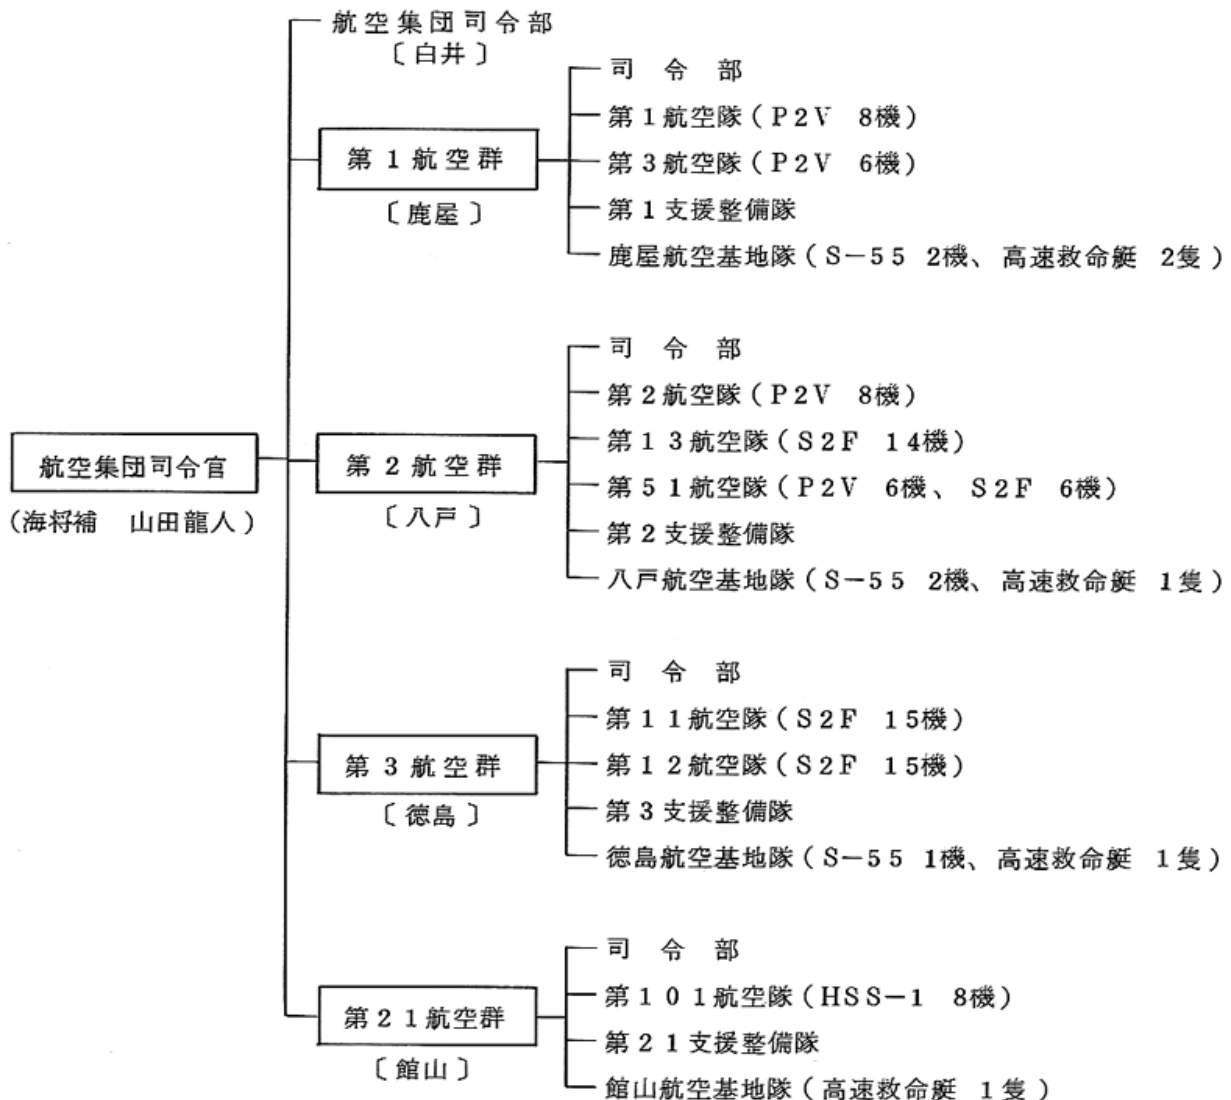 航空集団司令部
〔白井〕
司令部
第1航空隊(P2V 8機)
第1航空群
第3航空隊(P2V 6機)
〔鹿屋〕
第1支援整備隊
鹿屋航空基地隊(S-55 2機、高速救命艇 2隻)
司令部
第2航空隊(P2V 8機)
第13航空隊(S2F 14機)
航空集団司令官
(海将補 山田龍人)
第2航空群
〔八戸〕
第51航空隊(P2V 6機、S2F 6機)
第2支援整備隊
八戸航空基地隊(S-55 2機、高速救命艇 1隻)
司令部
第11航空隊(S2F 15機)
第3航空群
〔徳島〕
第12航空隊(S2F 15機)
第3支援整備隊
徳島航空基地隊(S-55 1機、高速救命艇 1隻)
司令部
第101航空隊(HSS-1 8機)
第21航空群
〔館山〕
第21支援整備隊
館山航空基地隊(高速救命艇 1隻)